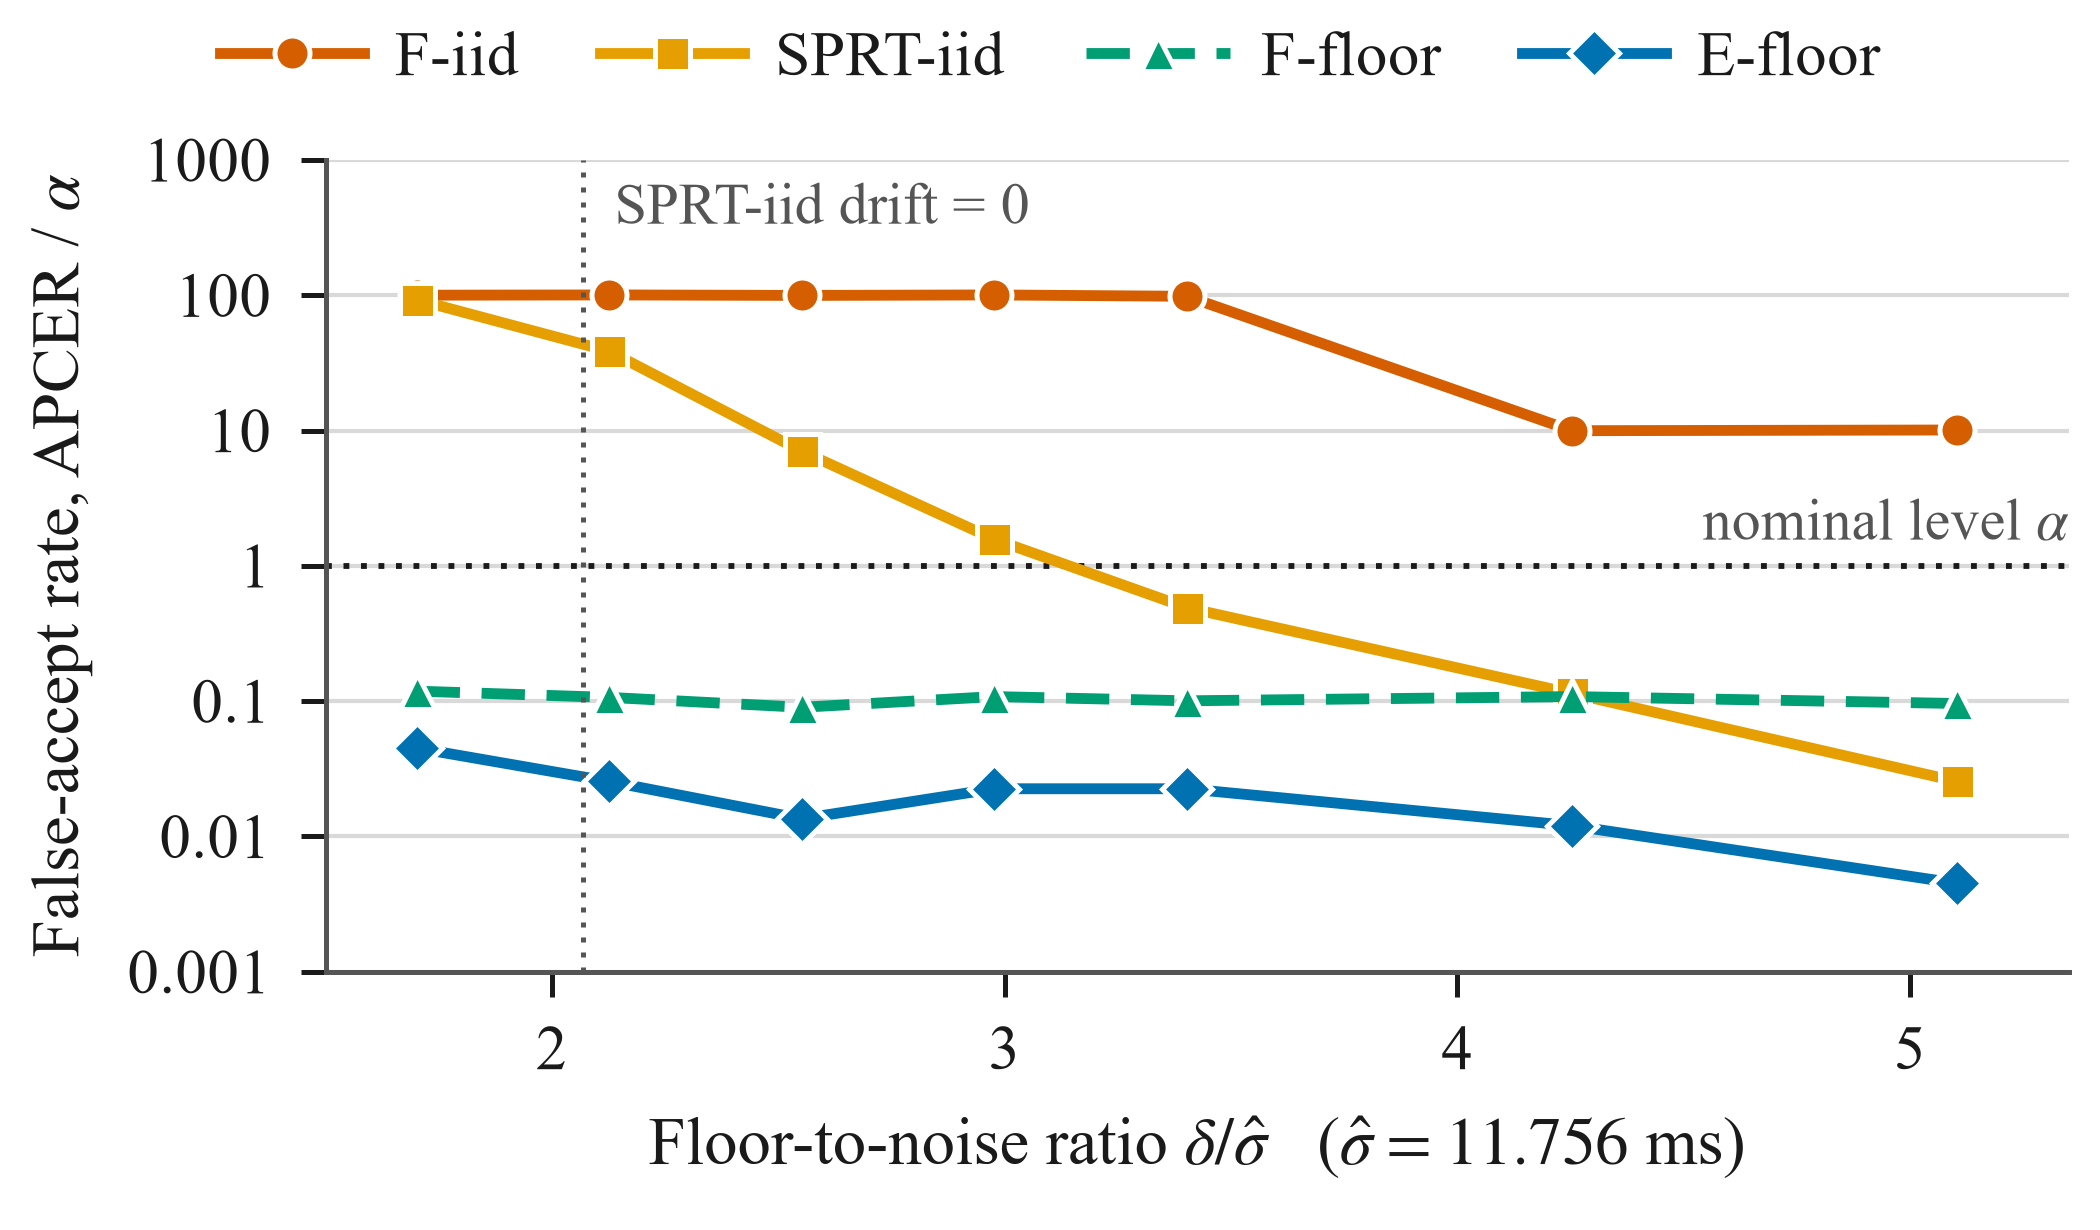 F-iid SPRT-iid F-floor E-floor
False-accept rate, APCER / α
1000
100
10
1
0.1
0.01
0.001
SPRT-iid drift = 0
nominal level α
2 3 4 5
Floor-to-noise ratio δ/σ̂ (σ̂ = 11.756 ms)